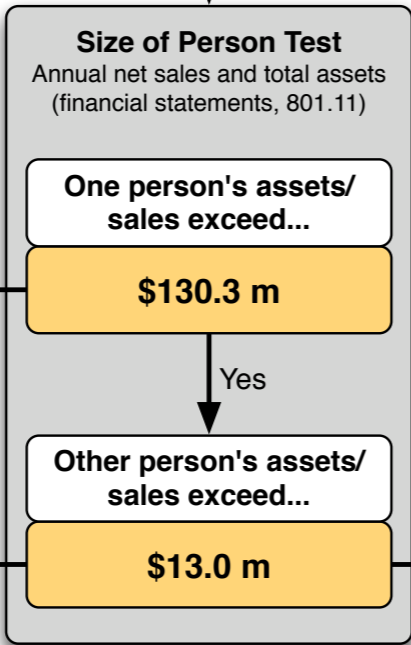 Size of Person Test
Annual net sales and total assets
(financial statements, 801.11)
One person's assets/
sales exceed...
$130.3 m
Yes
Other person's assets/
sales exceed...
$13.0 m